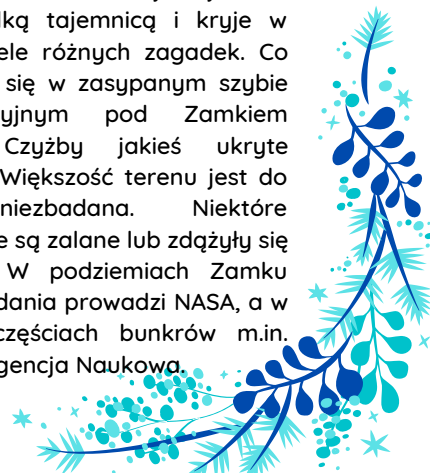 lką tajemnicą i kryje w
ele różnych zagadek. Co
się w zasypanym szybie
yjnym pod Zamkiem
Czyżby jakieś ukryte
Większość terenu jest do
niezbadana. Niektóre
e są zalane lub zdążyły się
W podziemiach Zamku
dania prowadzi NASA, a w
częściach bunkrów m.in.
gencja Naukowa.